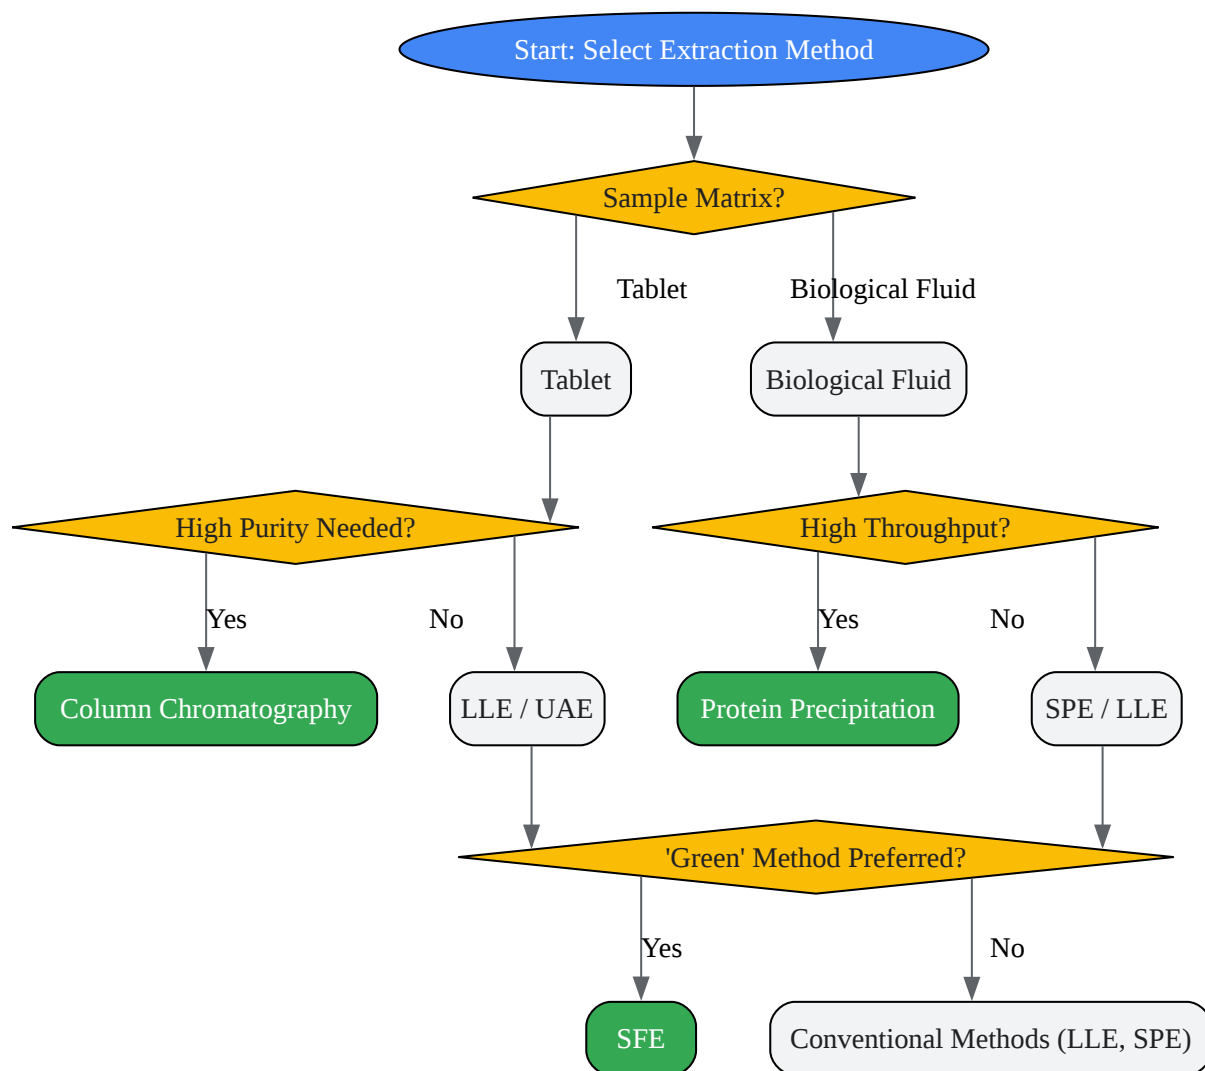 Start: Select Extraction Method
Sample Matrix?
Tablet
Biological Fluid
Tablet
Biological Fluid
High Purity Needed?
High Throughput?
Yes
No
Yes
No
Column Chromatography
LLE / UAE
Protein Precipitation
SPE / LLE
'Green' Method Preferred?
Yes
No
SFE
Conventional Methods (LLE, SPE)